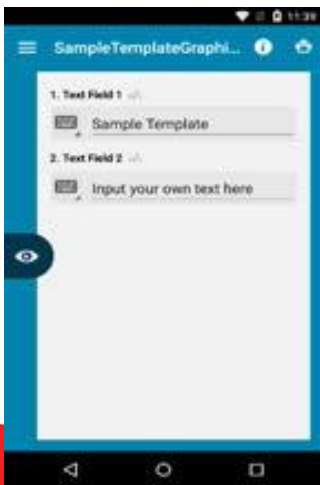 11:39
SampleTemplateGraphi...
1. Text Field 1
Sample Template
2. Text Field 2
Input your own text here